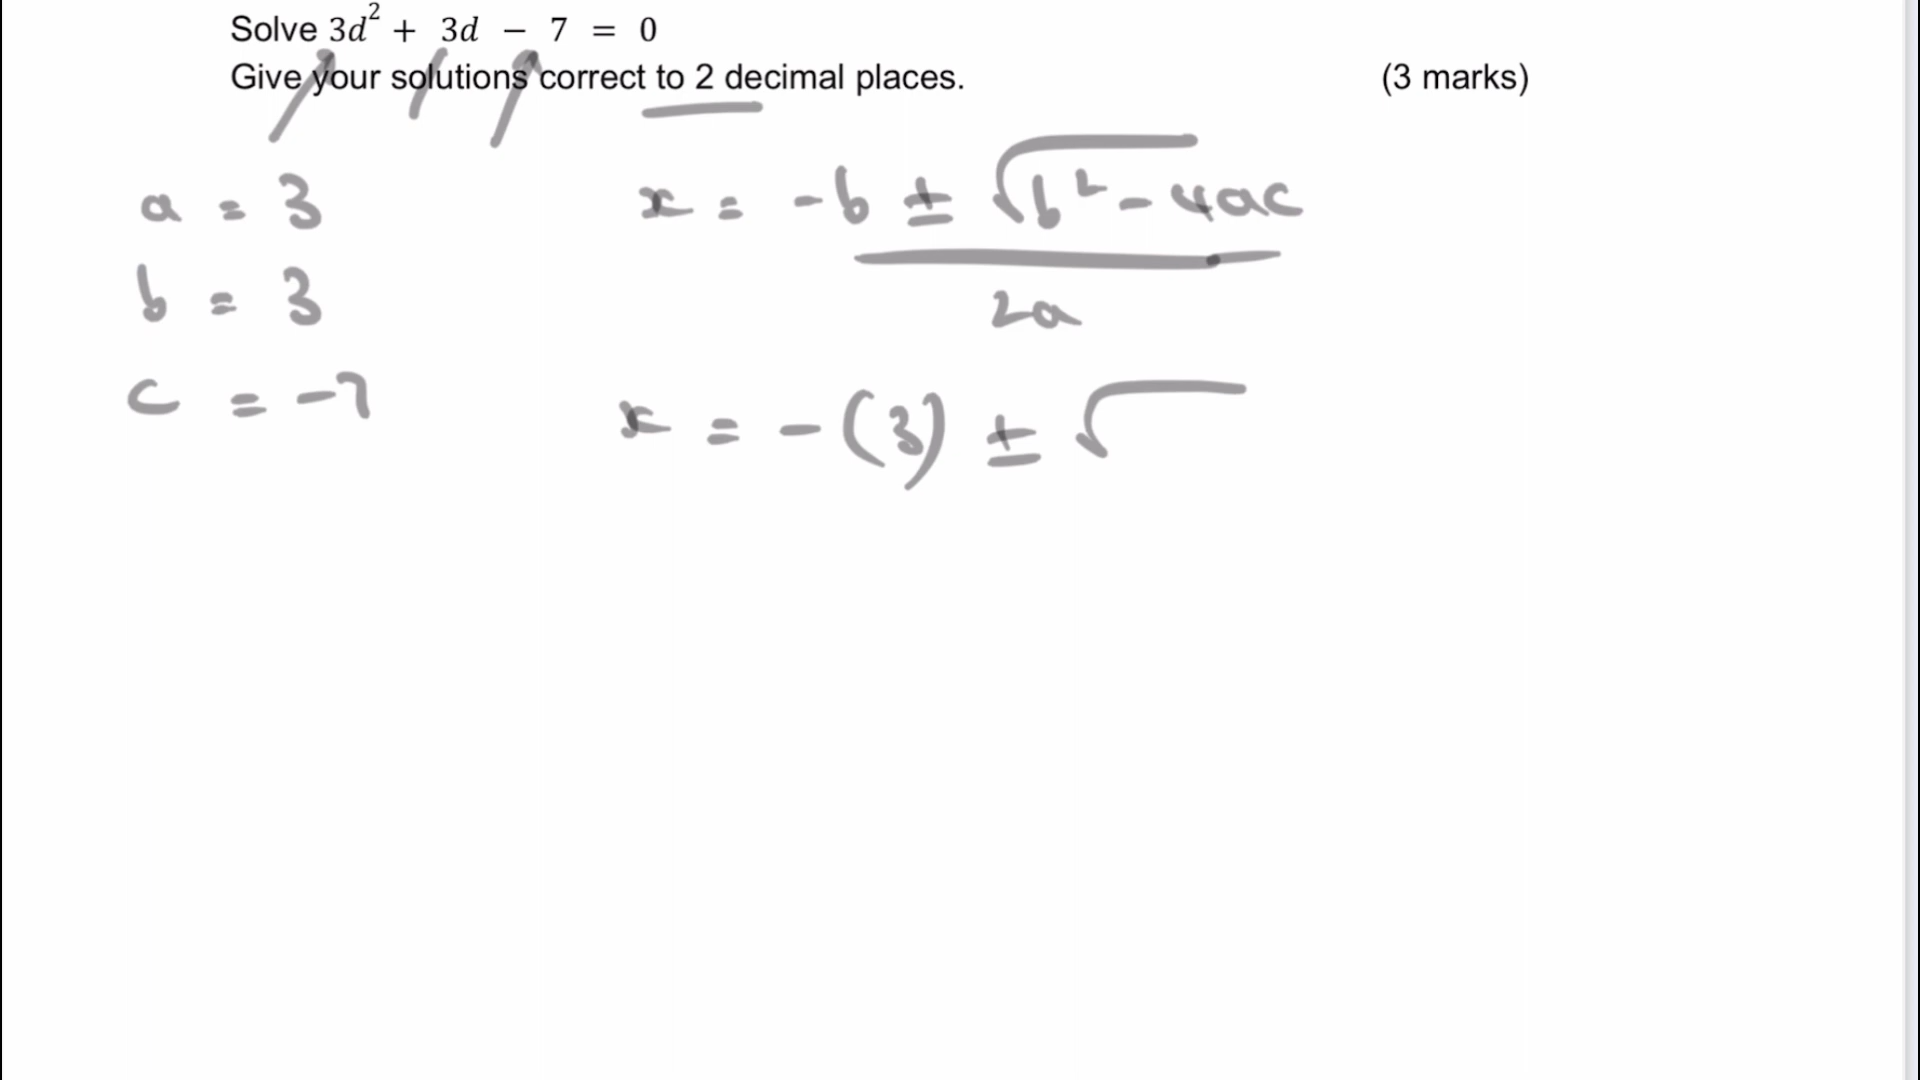 Solve 3d² + 3d − 7 = 0
Give your solutions correct to 2 decimal places. (3 marks)
a = 3
x = -b ± √b² - 4ac
b = 3
2a
c = -7
x = -(3) ± √